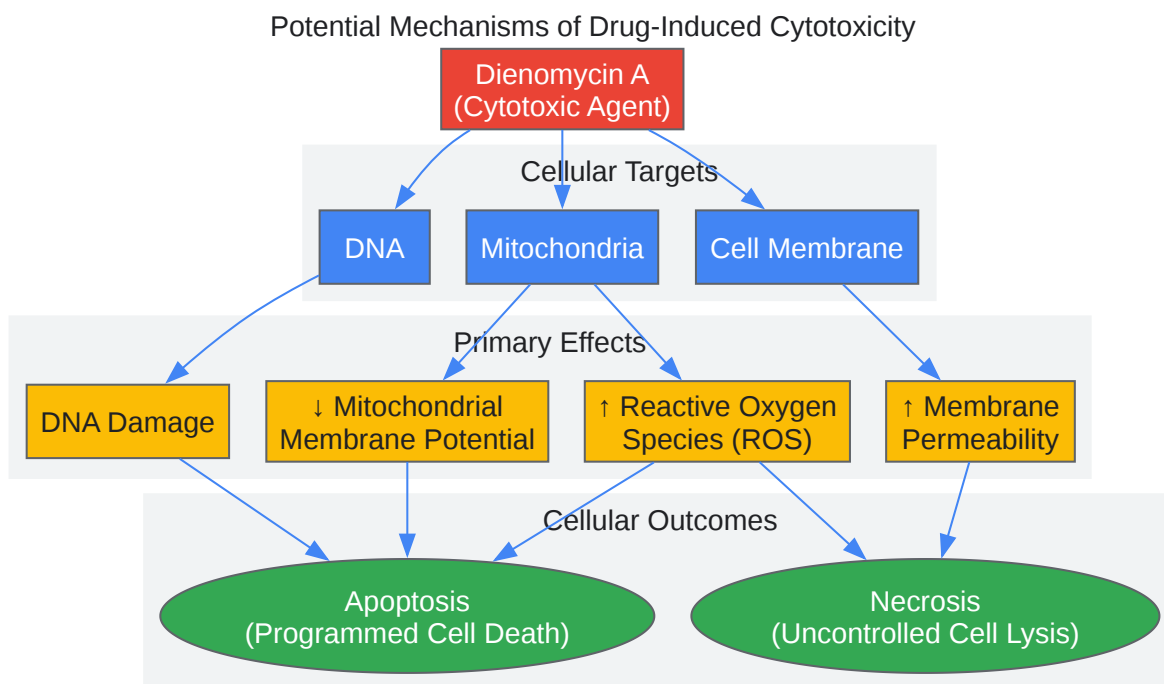 Potential Mechanisms of Drug-Induced Cytotoxicity
Dienomycin A
(Cytotoxic Agent)
Cellular Targets
DNA
Mitochondria
Cell Membrane
Primary Effects
DNA Damage
↓ Mitochondrial
Membrane Potential
↑ Reactive Oxygen
Species (ROS)
↑ Membrane
Permeability
Cellular Outcomes
Apoptosis
(Programmed Cell Death)
Necrosis
(Uncontrolled Cell Lysis)